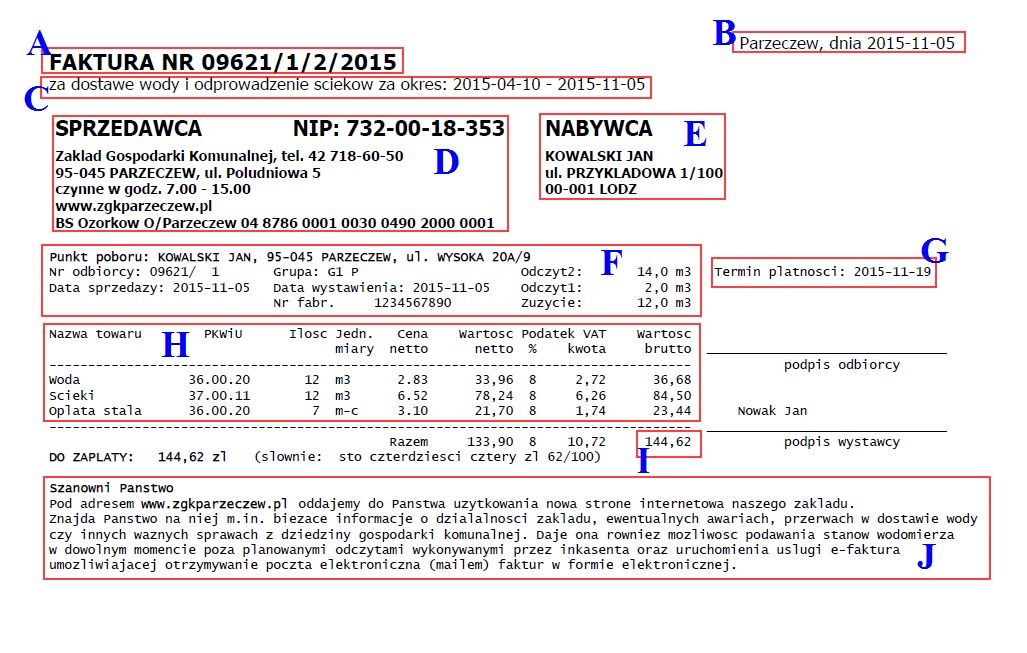 A
B
Parzeczew, dnia 2015-11-05
FAKTURA NR 09621/1/2/2015
za dostawe wody i odprowadzenie sciekow za okres: 2015-04-10 - 2015-11-05
C
SPRZEDAWCA NIP: 732-00-18-353
Zaklad Gospodarki Komunalnej, tel. 42 718-60-50
95-045 PARZECZEW, ul. Poludniowa 5
czynne w godz. 7.00 - 15.00
www.zgkparzeczew.pl
BS Ozorkow O/Parzeczew 04 8786 0001 0030 0490 2000 0001
D
NABYWCA
E
KOWALSKI JAN
ul. PRZYKLADOWA 1/100
00-001 LODZ
Punkt poboru: KOWALSKI JAN, 95-045 PARZECZEW, ul. WYSOKA 20A/9
F
Nr odbiorcy: 09621/ 1 Grupa: G1 P Odczyt2: 14,0 m3
Data sprzedazy: 2015-11-05 Data wystawienia: 2015-11-05 Odczyt1: 2,0 m3
Nr fabr. 1234567890 Zuzycie: 12,0 m3
G
Termin platnosci: 2015-11-19
H
Nazwa towaru PKWiU Ilosc Jedn. Cena Wartosc Podatek VAT Wartosc
miary netto netto % kwota brutto
Woda 36.00.20 12 m3 2.83 33,96 8 2,72 36,68
Scieki 37.00.11 12 m3 6.52 78,24 8 6,26 84,50
Oplata stala 36.00.20 7 m-c 3.10 21,70 8 1,74 23,44
Razem 133,90 8 10,72 144,62
DO ZAPLATY: 144,62 zl (slownie: sto czterdziesci cztery zl 62/100)
I
podpis odbiorcy
Nowak Jan
podpis wystawcy
Szanowni Panstwo
Pod adresem www.zgkparzeczew.pl oddajemy do Panstwa uzytkowania nowa strone internetowa naszego zakladu.
Znajda Panstwo na niej m.in. biezace informacje o dzialalnosci zakladu, ewentualnych awariach, przerwach w dostawie wody
czy innych waznych sprawach z dziedziny gospodarki komunalnej. Daje ona rowniez mozliwosc podawania stanow wodomierza
w dowolnym momencie poza planowanymi odczytami wykonywanymi przez inkasenta oraz uruchomienia uslugi e-faktura
umozliwiajacej otrzymywanie poczta elektroniczna (mailem) faktur w formie elektronicznej.
J